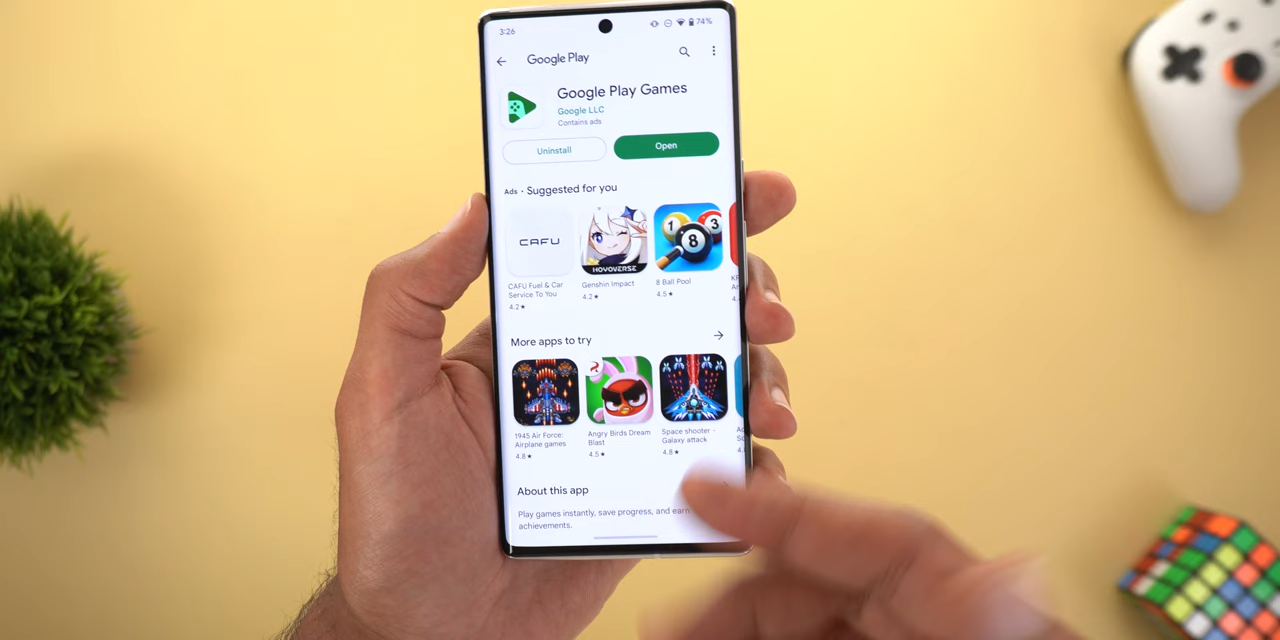 3:26
74%
Google Play
Google Play Games
Google LLC
Contains ads
Uninstall
Open
Ads · Suggested for you
CAFU
HOYOVERSE
1
3
8
CAFU Fuel & Car
Service To You
4.2★
Genshin Impact
4.2★
8 Ball Pool
4.5★
More apps to try
1945 Air Force:
Airplane games
4.8★
Angry Birds Dream
Blast
4.5★
Space shooter -
Galaxy attack
4.8★
About this app
Play games instantly, save progress, and earn
achievements.